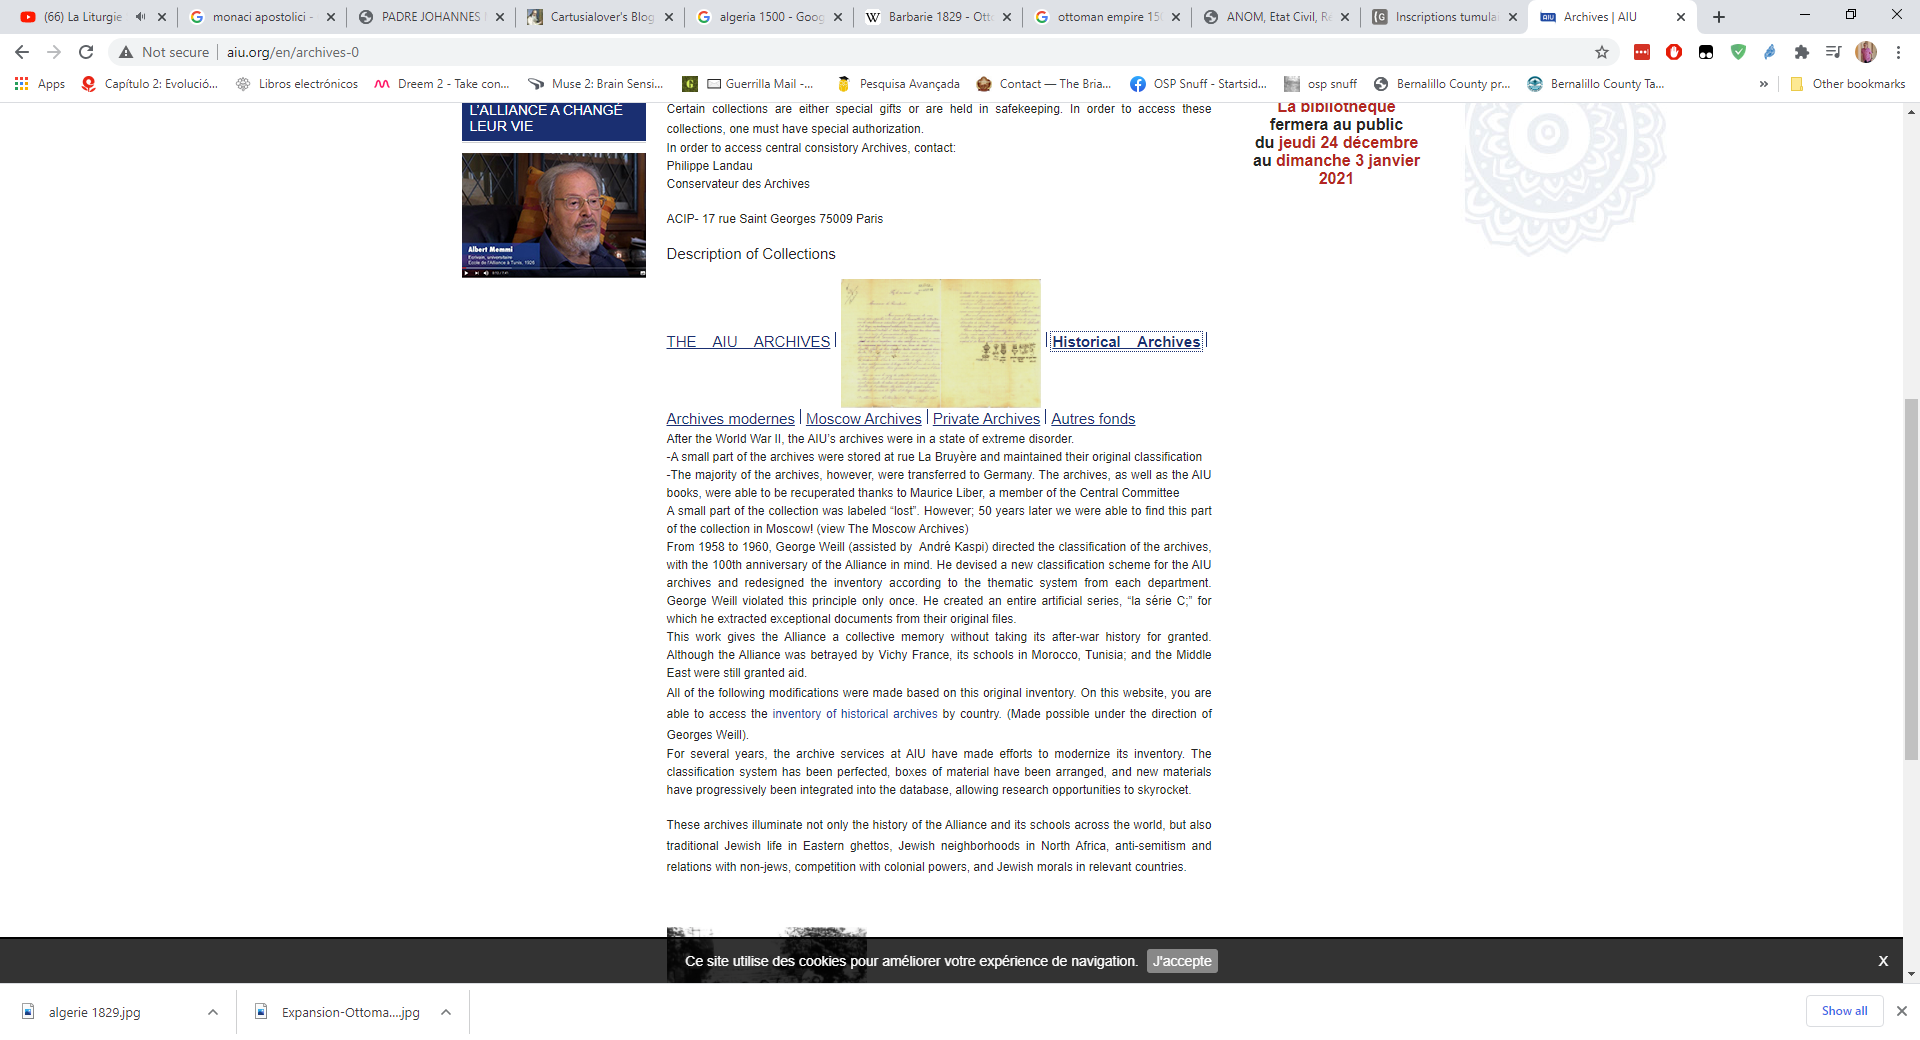 (66) La Liturgie
monaci apostolici -
PADRE JOHANNES
Cartusialover's Blog
algeria 1500 - Goog
Barbarie 1829 - Otto
ottoman empire 15
ANOM, Etat Civil, Re
Inscriptions tumula
Archives | AIU
Not secure | aiu.org/en/archives-0
Apps
Capítulo 2: Evolució...
Libros electrónicos
Dreem 2 - Take con...
Muse 2: Brain Sensi...
Guerrilla Mail -...
Pesquisa Avançada
Contact — The Bria...
OSP Snuff - Startsid...
osp snuff
Bernalillo County pr...
Bernalillo County Ta...
»
Other bookmarks
L'ALLIANCE A CHANGÉ
LEUR VIE
Albert Memmi
Ecrivain, universitaire
Ecole de l'Alliance à Tunis, 1926
Certain collections are either special gifts or are held in safekeeping. In order to access these
collections, one must have special authorization.
In order to access central consistory Archives, contact:
Philippe Landau
Conservateur des Archives
ACIP- 17 rue Saint Georges 75009 Paris
Description of Collections
THE AIU ARCHIVES | | Historical Archives |
Archives modernes | Moscow Archives | Private Archives | Autres fonds
After the World War II, the AIU's archives were in a state of extreme disorder.
-A small part of the archives were stored at rue La Bruyère and maintained their original classification
-The majority of the archives, however, were transferred to Germany. The archives, as well as the AIU
books, were able to be recuperated thanks to Maurice Liber, a member of the Central Committee
A small part of the collection was labeled “lost”. However; 50 years later we were able to find this part
of the collection in Moscow! (view The Moscow Archives)
From 1958 to 1960, George Weill (assisted by André Kaspi) directed the classification of the archives,
with the 100th anniversary of the Alliance in mind. He devised a new classification scheme for the AIU
archives and redesigned the inventory according to the thematic system from each department.
George Weill violated this principle only once. He created an entire artificial series, “la série C;” for
which he extracted exceptional documents from their original files.
This work gives the Alliance a collective memory without taking its after-war history for granted.
Although the Alliance was betrayed by Vichy France, its schools in Morocco, Tunisia; and the Middle
East were still granted aid.
All of the following modifications were made based on this original inventory. On this website, you are
able to access the inventory of historical archives by country. (Made possible under the direction of
Georges Weill).
For several years, the archive services at AIU have made efforts to modernize its inventory. The
classification system has been perfected, boxes of material have been arranged, and new materials
have progressively been integrated into the database, allowing research opportunities to skyrocket.
These archives illuminate not only the history of the Alliance and its schools across the world, but also
traditional Jewish life in Eastern ghettos, Jewish neighborhoods in North Africa, anti-semitism and
relations with non-jews, competition with colonial powers, and Jewish morals in relevant countries.
La bibliothèque
fermera au public
du jeudi 24 décembre
au dimanche 3 janvier
2021
Ce site utilise des cookies pour améliorer votre expérience de navigation. J'accepte X
algerie 1829.jpg
Expansion-Ottoma....jpg
Show all